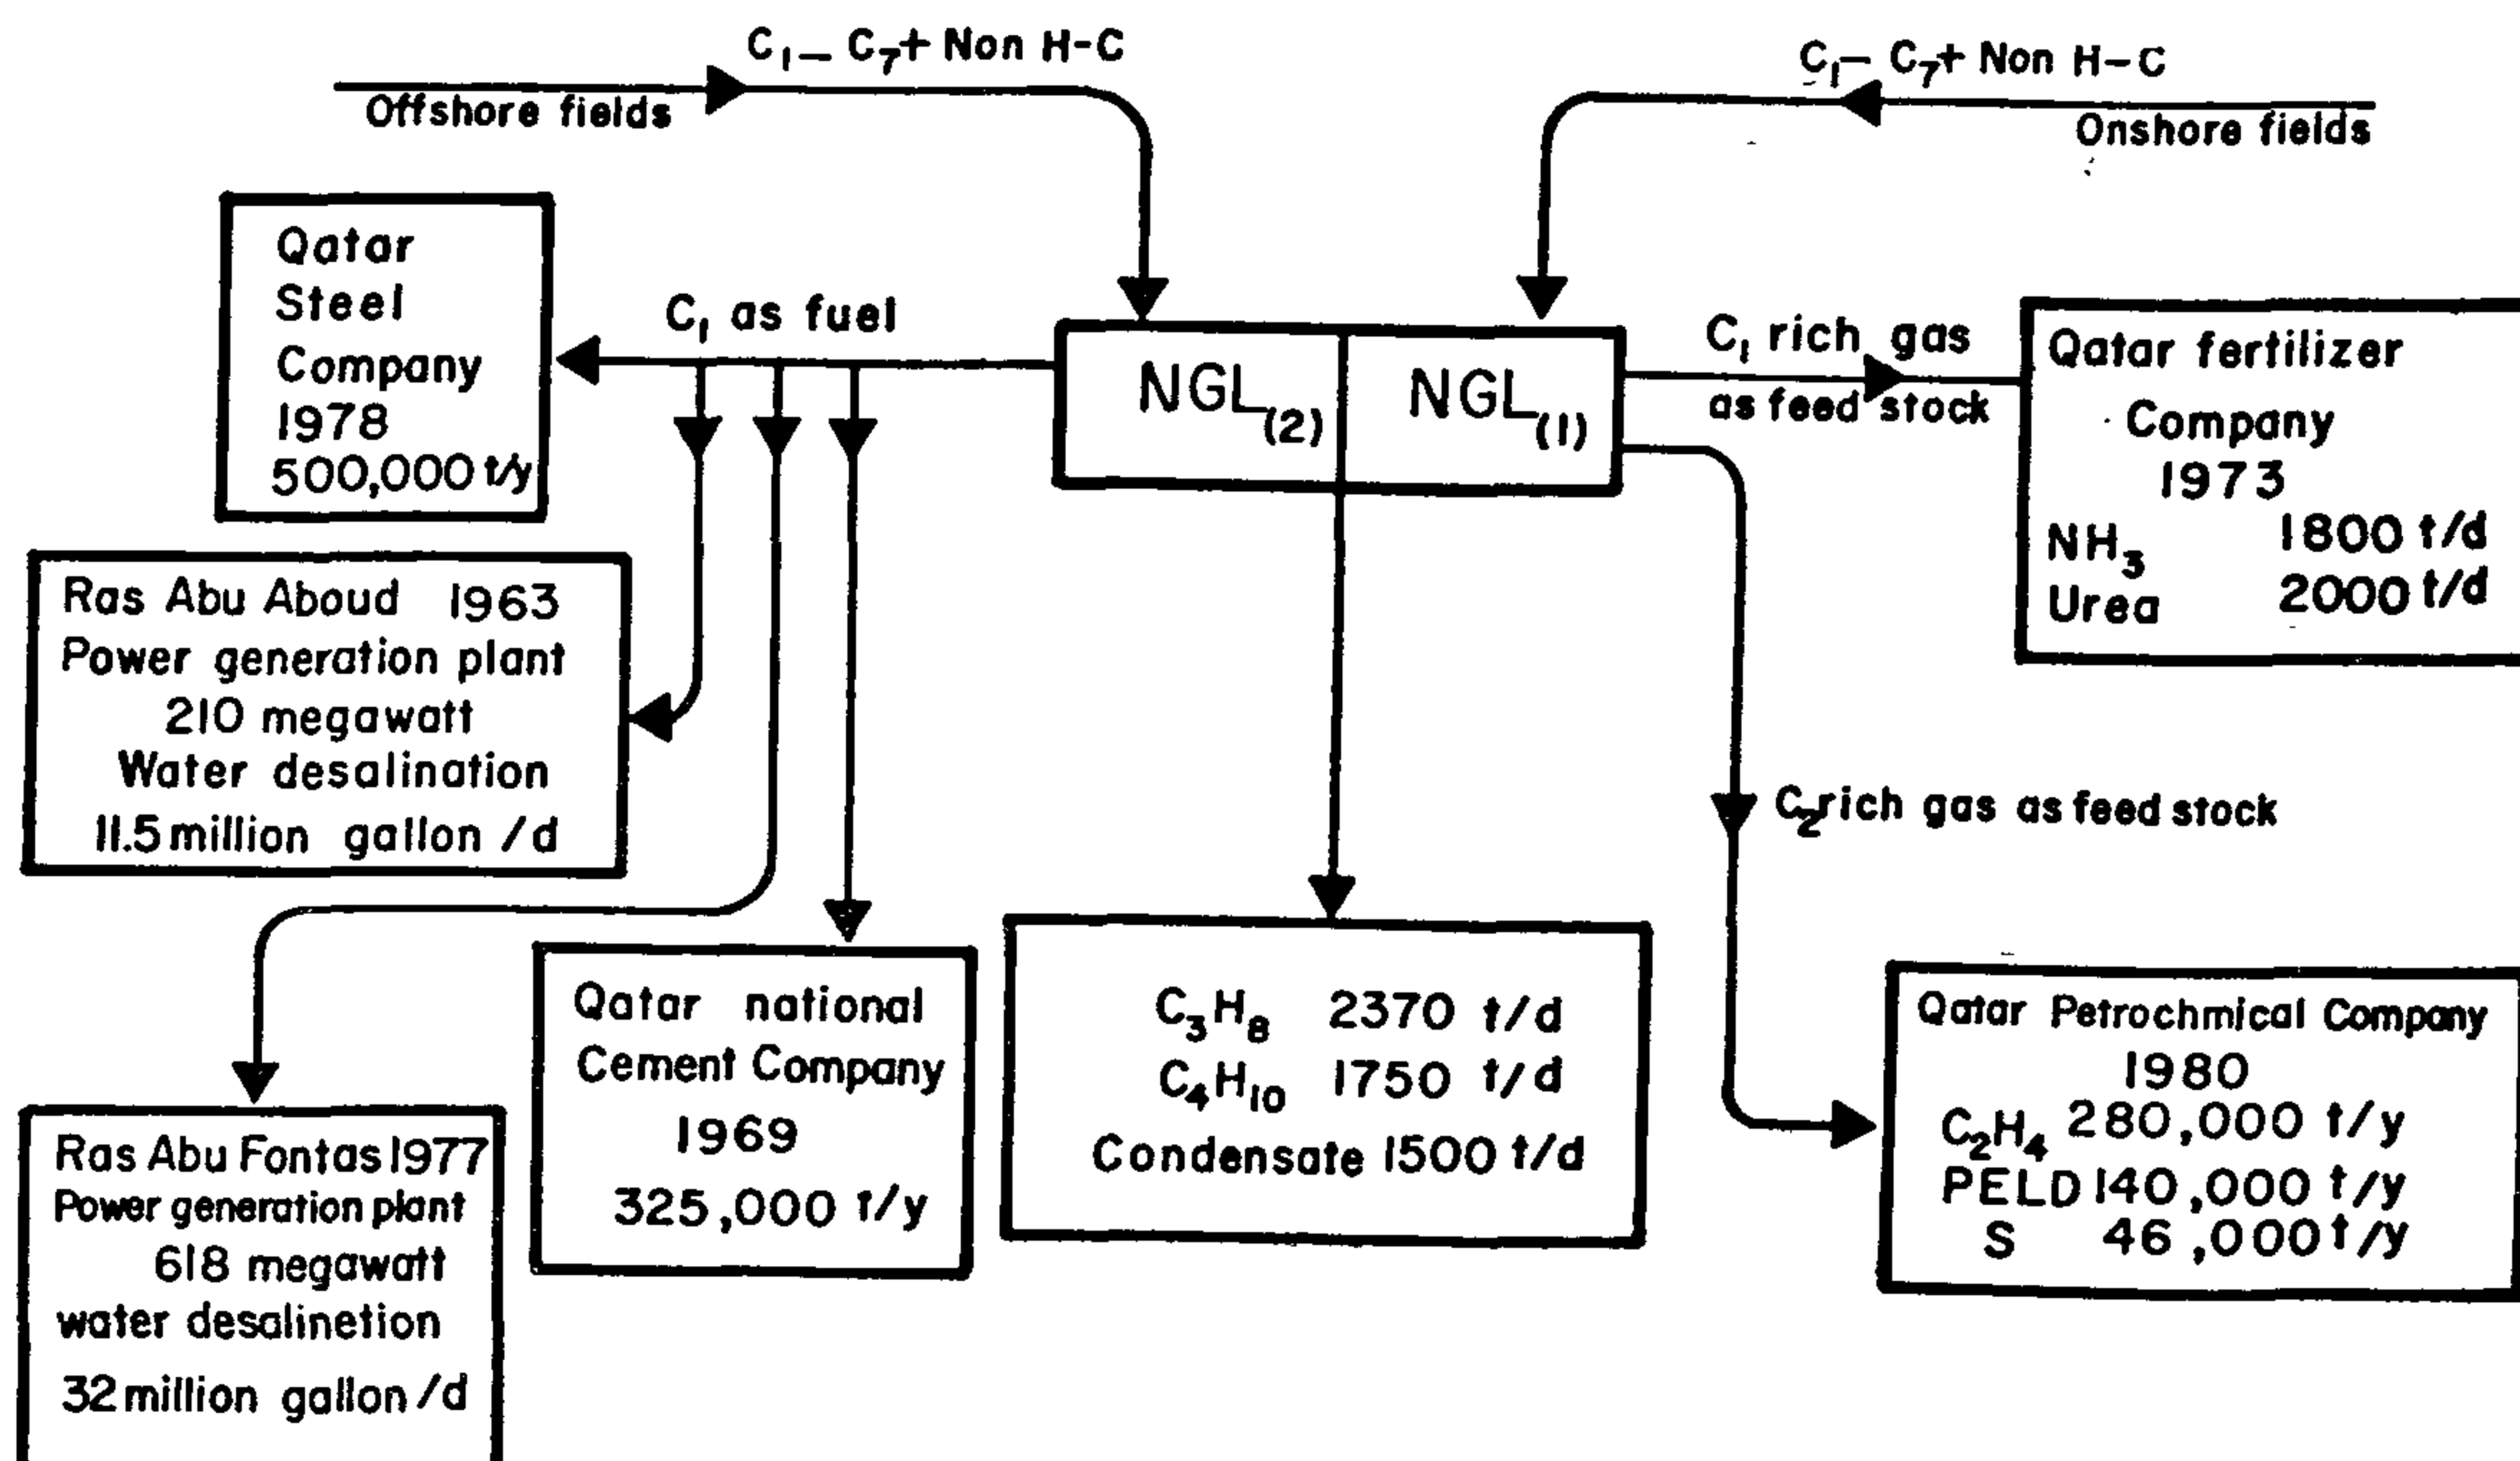 C₁ – C₇+ Non H-C
Offshore fields
C₁ – C₇+ Non H-C
Onshore fields
Qatar
Steel
Company
1978
500,000 t/y
C₁ as fuel
NGL(2)
NGL(1)
C₁ rich gas
as feed stock
Qatar fertilizer
Company
1973
NH₃ 1800 t/d
Urea 2000 t/d
Ras Abu Aboud 1963
Power generation plant
210 megawatt
Water desalination
11.5 million gallon /d
C₂ rich gas as feed stock
Ras Abu Fontas 1977
Power generation plant
618 megawatt
water desalinetion
32 million gallon /d
Qatar national
Cement Company
1969
325,000 t/y
C₃H₈ 2370 t/d
C₄H₁₀ 1750 t/d
Condensate 1500 t/d
Qatar Petrochmical Company
1980
C₂H₄ 280,000 t/y
PELD 140,000 t/y
S 46,000 t/y